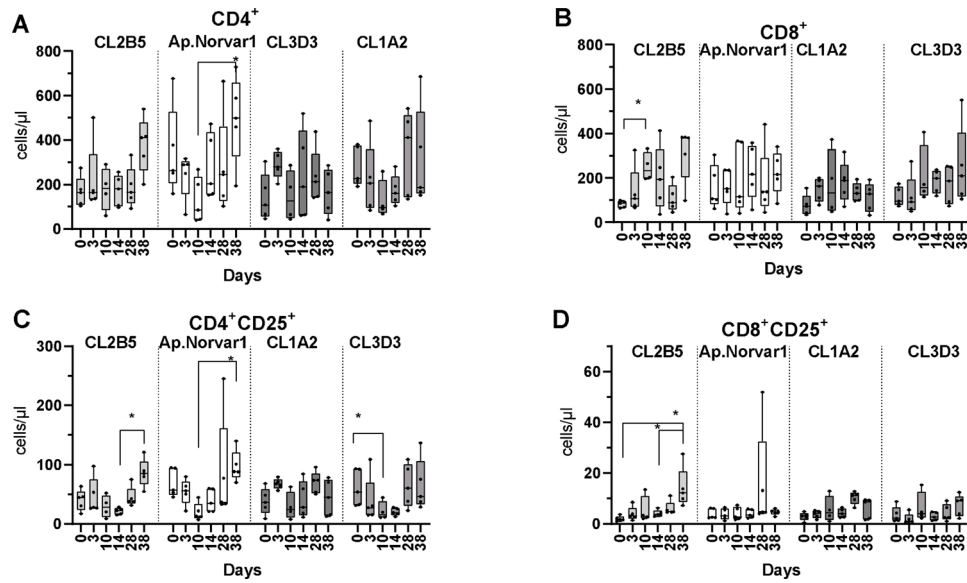 A
CD4+
CL2B5 Ap.Norvar1 CL3D3 CL1A2
*
800
600
400
200
0
cells/µl
0 3 10 14 28 38 0 3 10 14 28 38 0 3 10 14 28 38 0 3 10 14 28 38
Days
B
CD8+
CL2B5 Ap.Norvar1 CL1A2 CL3D3
*
800
600
400
200
0
cells/µl
0 3 10 14 28 38 0 3 10 14 28 38 0 3 10 14 28 38 0 3 10 14 28 38
Days
C
CD4+CD25+
CL2B5 Ap.Norvar1 CL1A2 CL3D3
* * *
300
200
100
50
0
cells/µl
0 3 10 14 28 38 0 3 10 14 28 38 0 3 10 14 28 38 0 3 10 14 28 38
Days
D
CD8+CD25+
CL2B5 Ap.Norvar1 CL1A2 CL3D3
* *
60
40
20
10
0
cells/µl
0 3 10 14 28 38 0 3 10 14 28 38 0 3 10 14 28 38 0 3 10 14 28 38
Days